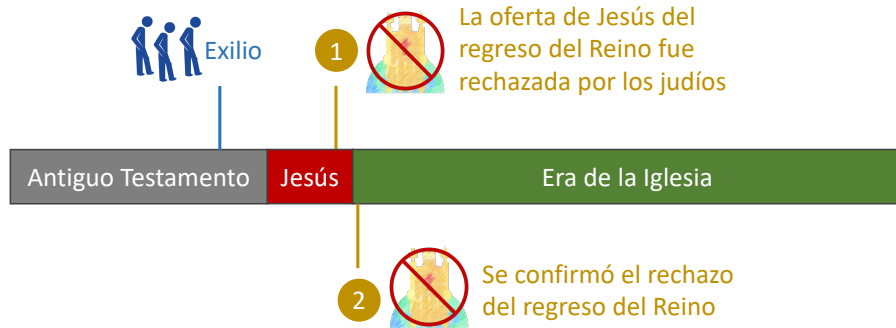 Exilio
1
La oferta de Jesús del
regreso del Reino fue
rechazada por los judíos
Antiguo Testamento
Jesús
Era de la Iglesia
2
Se confirmó el rechazo
del regreso del Reino